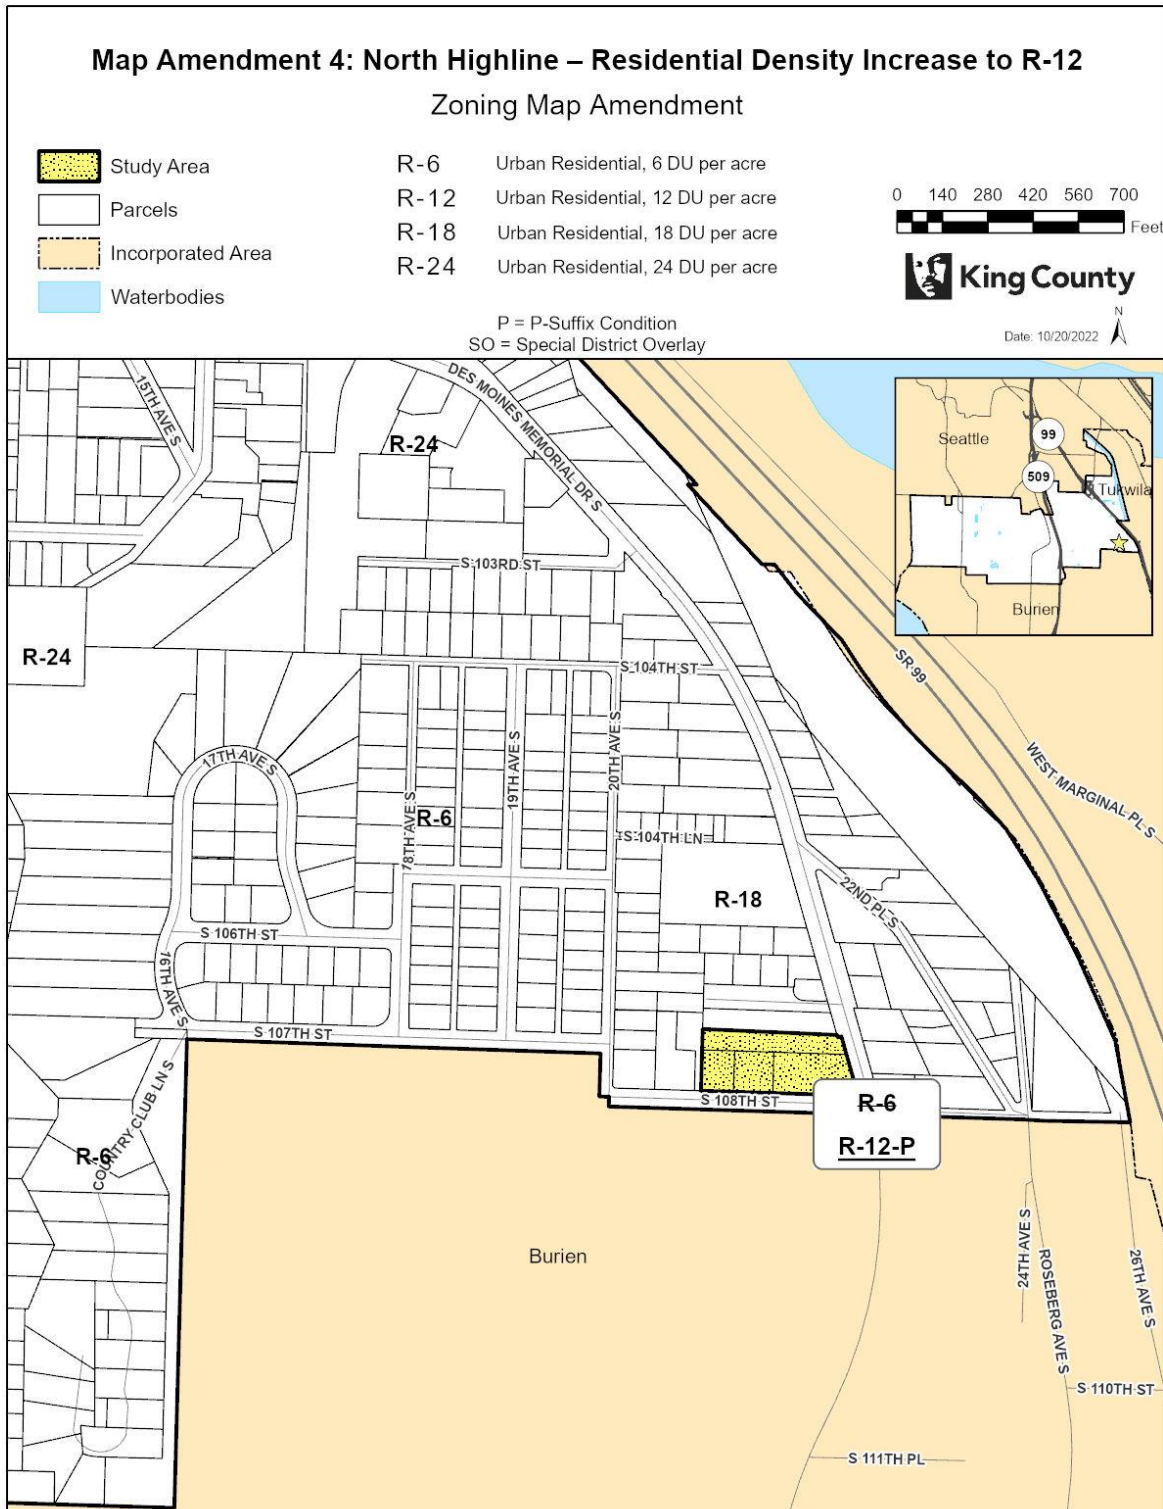 Map Amendment 4: North Highline – Residential Density Increase to R-12
Zoning Map Amendment
Study Area
Parcels
Incorporated Area
Waterbodies
R-6 Urban Residential, 6 DU per acre
R-12 Urban Residential, 12 DU per acre
R-18 Urban Residential, 18 DU per acre
R-24 Urban Residential, 24 DU per acre
P = P-Suffix Condition
SO = Special District Overlay
0 140 280 420 560 700
Feet
King County
N
Date: 10/20/2022
15TH AVE S
DES MOINES MEMORIAL DR S
R-24
Seattle
99
509
Tukwila
Burien
S 103RD ST
R-24
S 104TH ST
SR 99
17TH AVE S
18TH AVE S
19TH AVE S
20TH AVE S
WEST MARGINAL PL S
R-6
S 104TH LN
R-18
22ND PL S
S 106TH ST
16TH AVE S
S 107TH ST
S 108TH ST
R-6
R-12-P
COUNTRY CLUB LN S
R-6
Burien
24TH AVE S
ROSEBERG AVE S
26TH AVE S
S 110TH ST
S 111TH PL